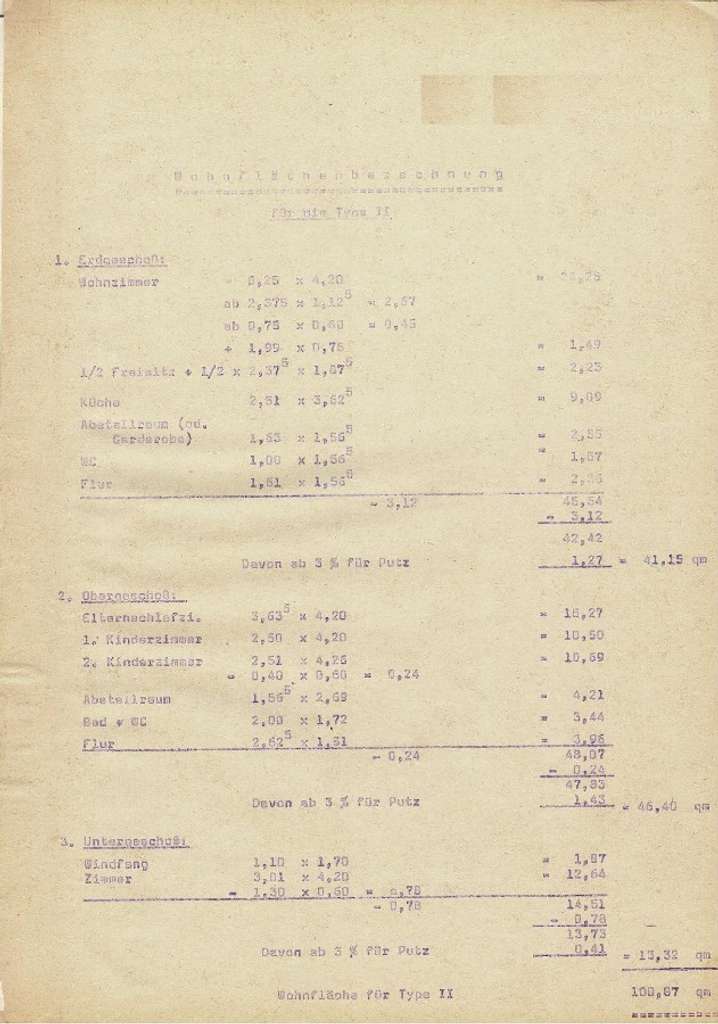 Wohnflächenberechnung
für die Type II
1. Erdgeschoß:
Wohnzimmer 6,25 x 4,20 = 26,25
ab 2,375 x 1,12⁵ = 2,67
ab 0,75 x 0,60 = 0,45
+ 1,99 x 0,75 = 1,49
1/2 Freisitz + 1/2 x 2,37⁵ x 1,87⁵ = 2,23
Küche 2,51 x 3,62⁵ = 9,09
Abstellraum (od.
Garderobe) 1,63 x 1,56⁵ = 2,55
WC 1,00 x 1,56⁵ = 1,57
Flur 1,51 x 1,56⁵ = 2,36
- 3,12 45,54
- 3,12
42,42
Davon ab 3 % für Putz 1,27 = 41,15 qm
2. Obergeschoß:
Elternschlafzi. 3,63⁵ x 4,20 = 15,27
1. Kinderzimmer 2,50 x 4,20 = 10,50
2. Kinderzimmer 2,51 x 4,26 = 10,69
- 0,40 x 0,60 = 0,24
Abstellraum 1,56⁵ x 2,69 = 4,21
Bad + WC 2,00 x 1,72 = 3,44
Flur 2,62⁵ x 1,51 = 3,96
- 0,24 48,07
- 0,24
47,83
Davon ab 3 % für Putz 1,43 = 46,40 qm
3. Untergeschoß:
Windfang 1,10 x 1,70 = 1,87
Zimmer 3,01 x 4,20 = 12,64
- 1,30 x 0,60 = o,78
- 0,78 14,51
- 0,78
13,73
Davon ab 3 % für Putz 0,41 = 13,32 qm
Wohnfläche für Type II 100,87 qm